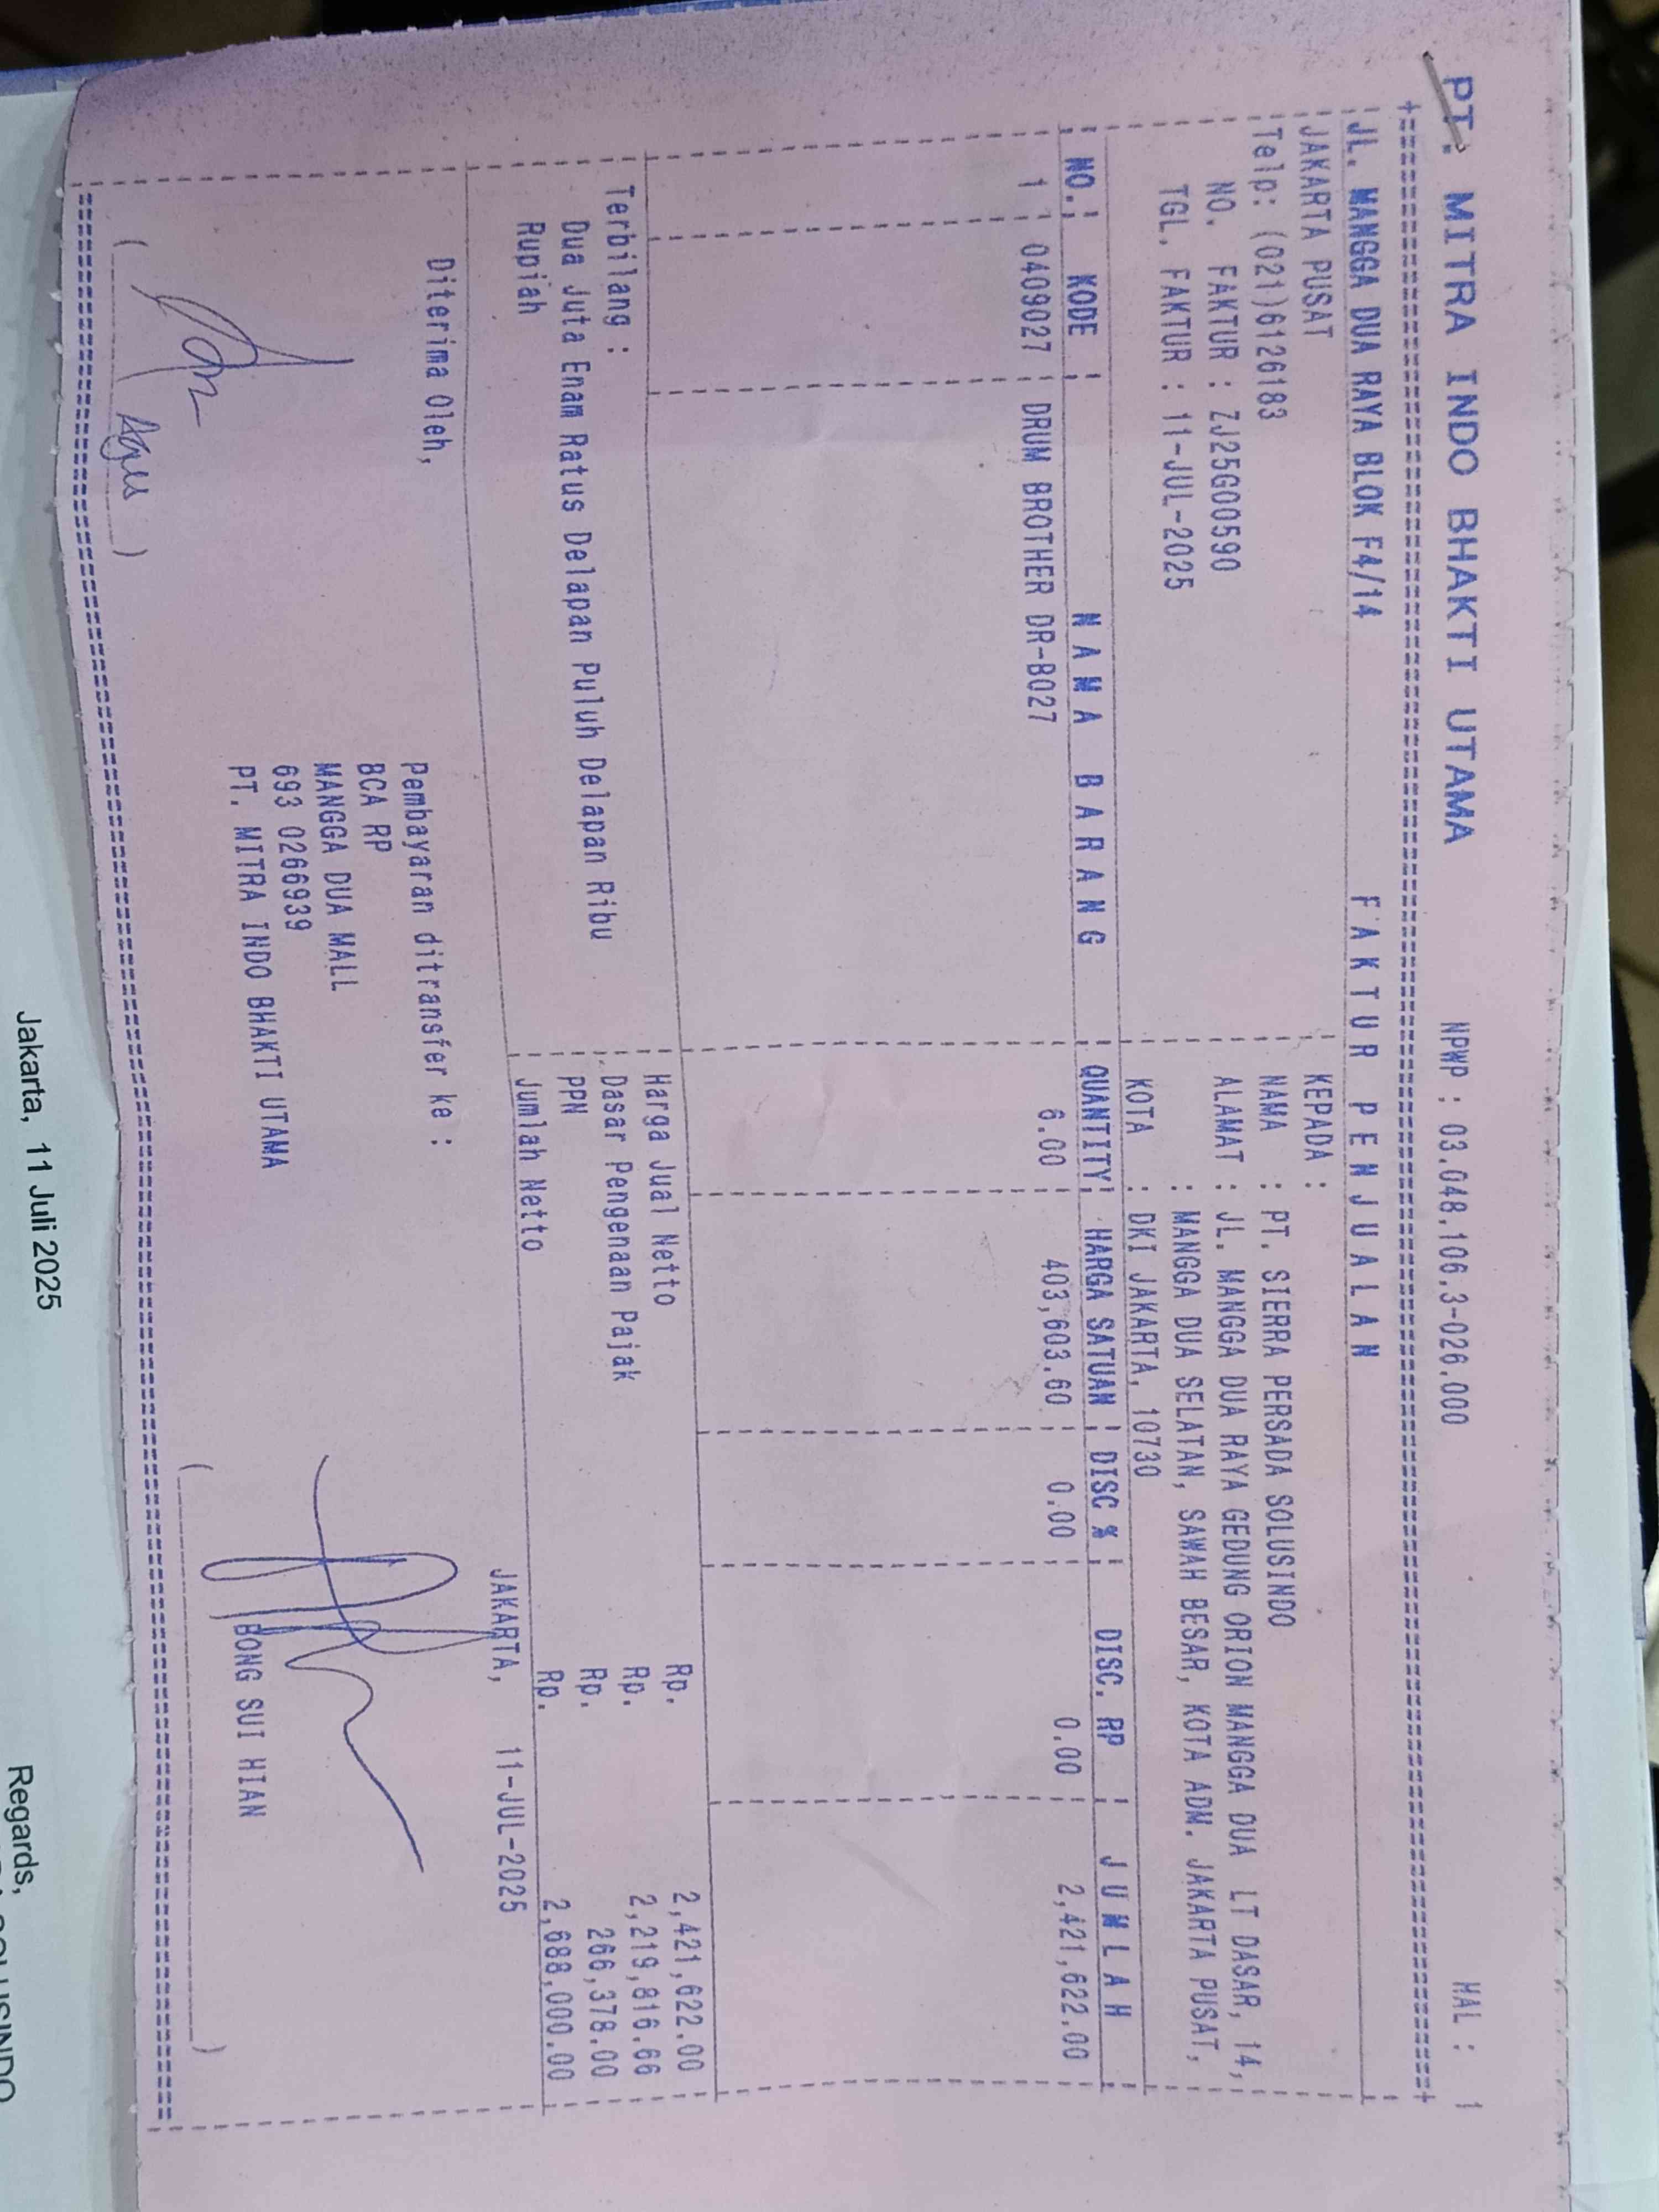 PT. MITRA INDO BHAKTI UTAMA NPWP : 03.048.106.3-026.000 HAL : 1
JL. MANGGA DUA RAYA BLOK F4/14 F A K T U R P E N J U A L A N
JAKARTA PUSAT KEPADA :
Telp: (021)6126183 NAMA : PT. SIERRA PERSADA SOLUSINDO
NO. FAKTUR : ZJ25G00590 ALAMAT : JL. MANGGA DUA RAYA GEDUNG ORION MANGGA DUA LT DASAR, 14,
TGL. FAKTUR : 11-JUL-2025 : MANGGA DUA SELATAN, SAWAH BESAR, KOTA ADM. JAKARTA PUSAT,
KOTA : DKI JAKARTA, 10730
NO. KODE N A M A B A R A N G QUANTITY HARGA SATUAN DISC % DISC. RP J U M L A H
1 0409027 DRUM BROTHER DR-B027 6.00 403,603.60 0.00 0.00 2,421,622.00
Terbilang : Harga Jual Netto Rp. 2,421,622.00
Dua Juta Enam Ratus Delapan Puluh Delapan Ribu Dasar Pengenaan Pajak Rp. 2,219,816.66
Rupiah PPN Rp. 266,378.00
Jumlah Netto Rp. 2,688,000.00
Diterima Oleh, Pembayaran ditransfer ke : JAKARTA, 11-JUL-2025
BCA RP
MANGGA DUA MALL
693 0266939
PT. MITRA INDO BHAKTI UTAMA BONG SUI HIAN
( Agus ) ( )
Jakarta, 11 Juli 2025
Regards,
SOLUSINDO